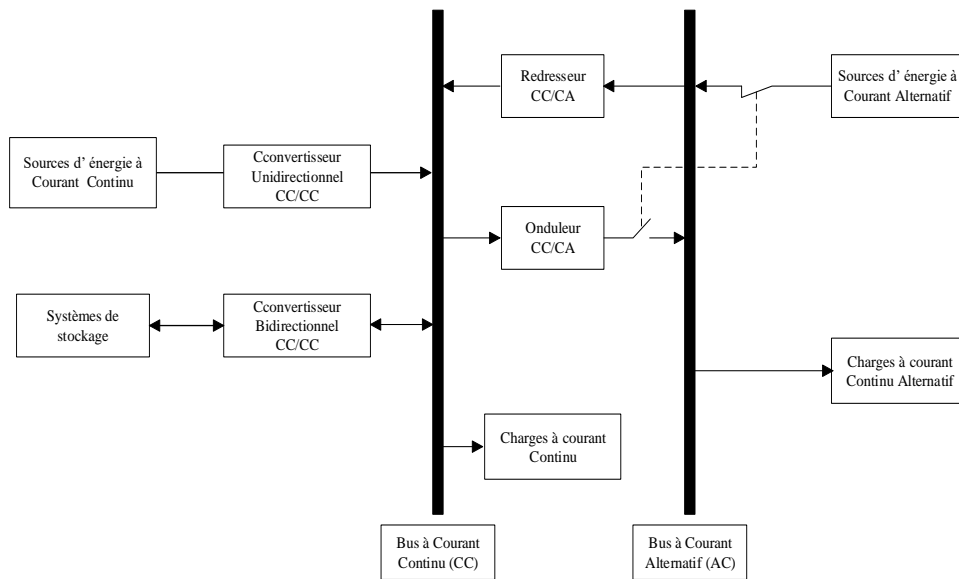 Redresseur
CC/CA
Sources d' énergie à
Courant Alternatif
Sources d' énergie à
Courant Continu
Cconvertisseur
Unidirectionnel
CC/CC
Onduleur
CC/CA
Systèmes de
stockage
Cconvertisseur
Bidirectionnel
CC/CC
Charges à courant
Continu Alternatif
Charges à courant
Continu
Bus à Courant
Continu (CC)
Bus à Courant
Alternatif (AC)